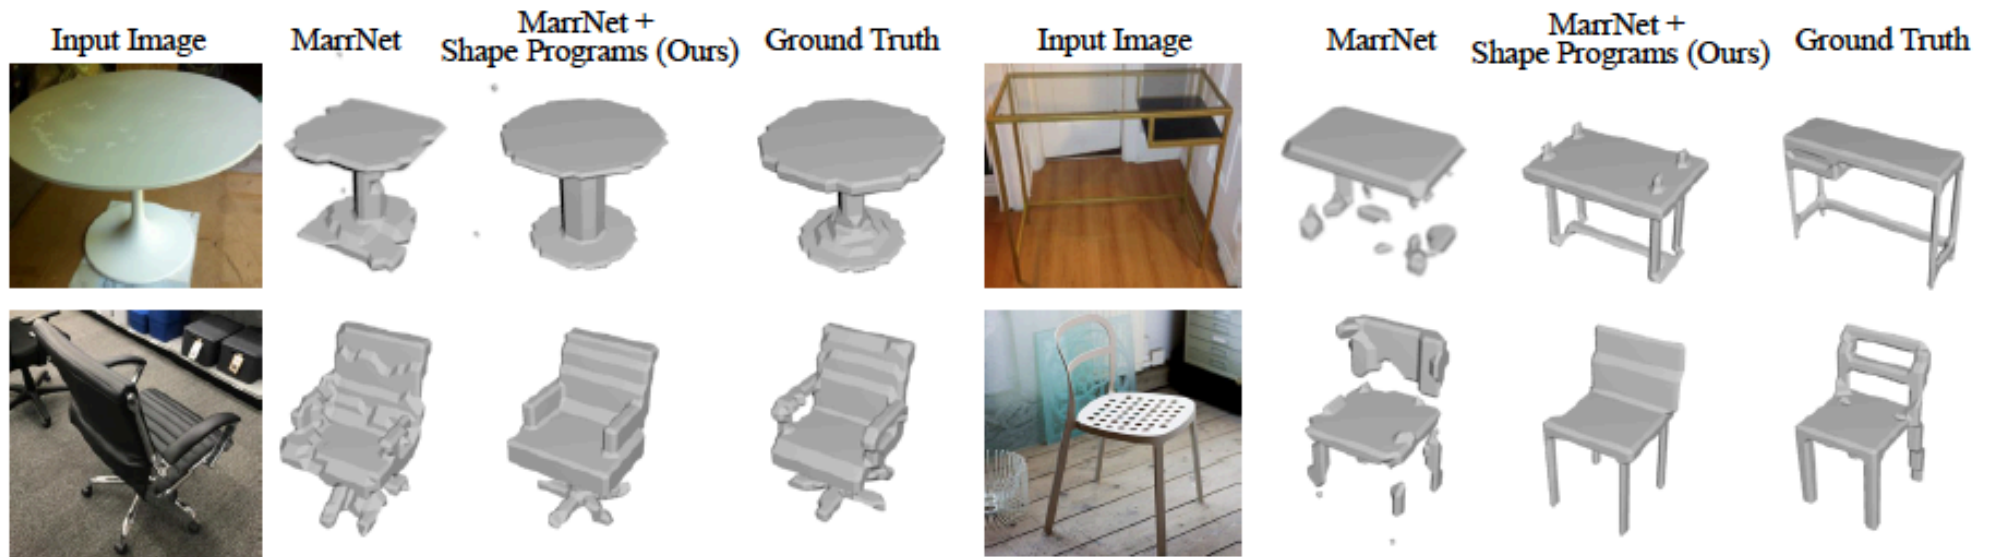 Input Image
MarrNet
MarrNet +
Shape Programs (Ours)
Ground Truth
Input Image
MarrNet
MarrNet +
Shape Programs (Ours)
Ground Truth